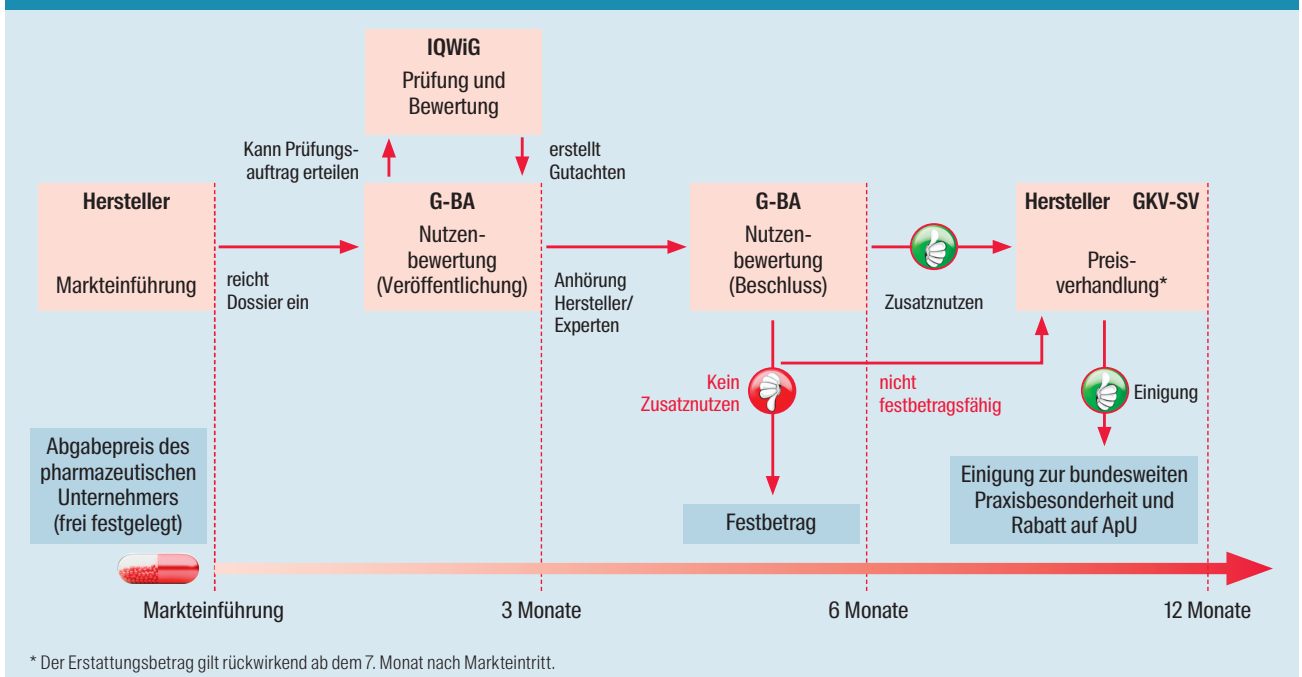 IQWiG
Prüfung und
Bewertung
Kann Prüfungs-
auftrag erteilen
erstellt
Gutachten
Hersteller
Markteinführung
reicht
Dossier ein
G-BA
Nutzen-
bewertung
(Veröffentlichung)
Anhörung
Hersteller/
Experten
G-BA
Nutzen-
bewertung
(Beschluss)
Zusatznutzen
Hersteller GKV-SV
Preis-
verhandlung*
Kein
Zusatznutzen
nicht
festbetragsfähig
Einigung
Abgabepreis des
pharmazeutischen
Unternehmers
(frei festgelegt)
Festbetrag
Einigung zur bundesweiten
Praxisbesonderheit und
Rabatt auf ApU
Markteinführung
3 Monate
6 Monate
12 Monate
* Der Erstattungsbetrag gilt rückwirkend ab dem 7. Monat nach Markteintritt.